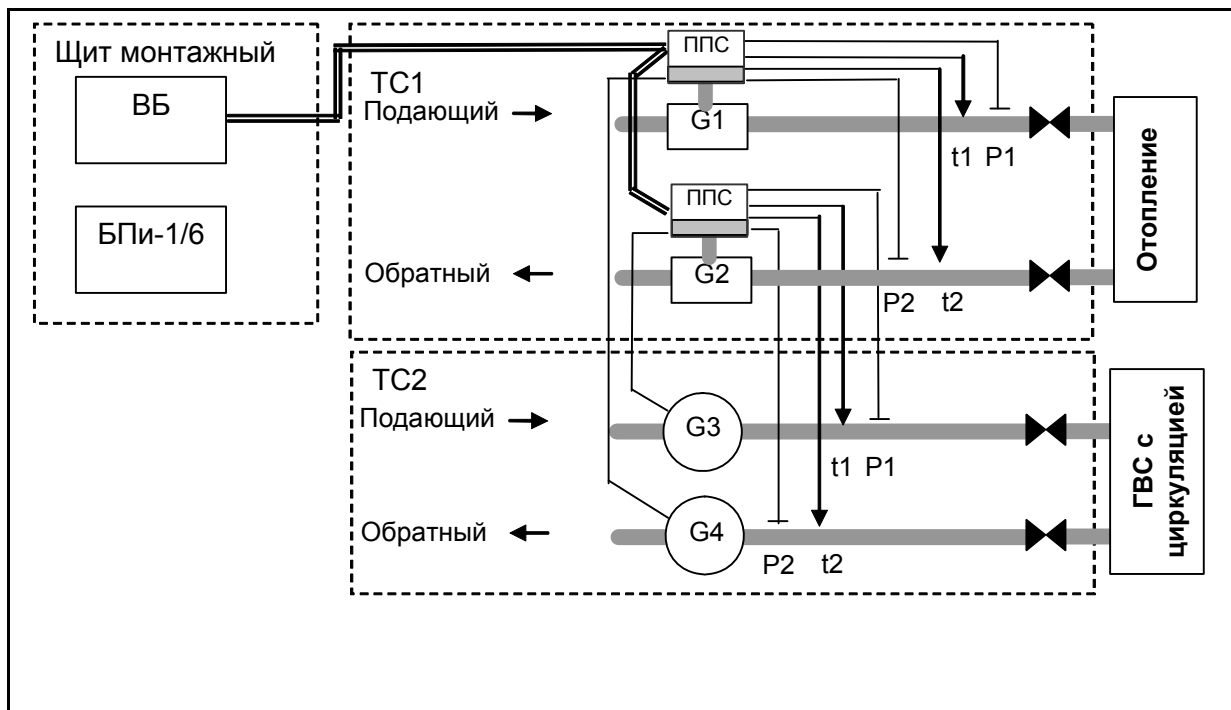 Щит монтажный
ВБ
БПи-1/6
ТС1
Подающий
ППС
G1
t1 P1
ППС
Обратный
G2
P2 t2
Отопление
ТС2
Подающий
G3
t1 P1
Обратный
G4
P2 t2
ГВС с
циркуляцией